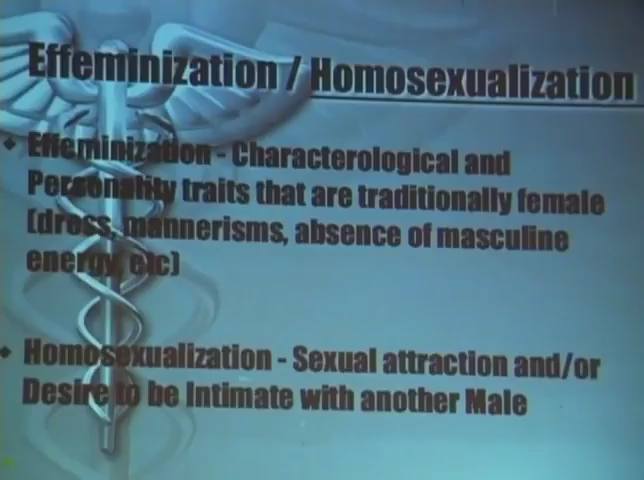 Effeminization / Homosexualization
Effeminization - Characterological and
Personality traits that are traditionally female
(dress, mannerisms, absence of masculine
energy, etc)
Homosexualization - Sexual attraction and/or
Desire to be Intimate with another Male